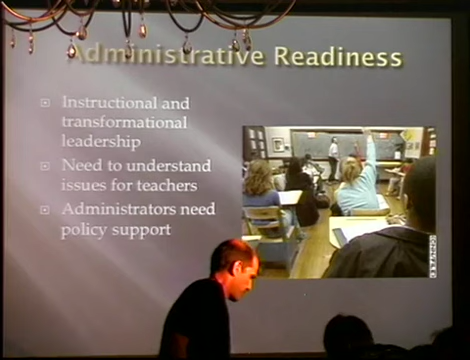 Administrative Readiness
Instructional and
transformational
leadership
Need to understand
issues for teachers
Administrators need
policy support